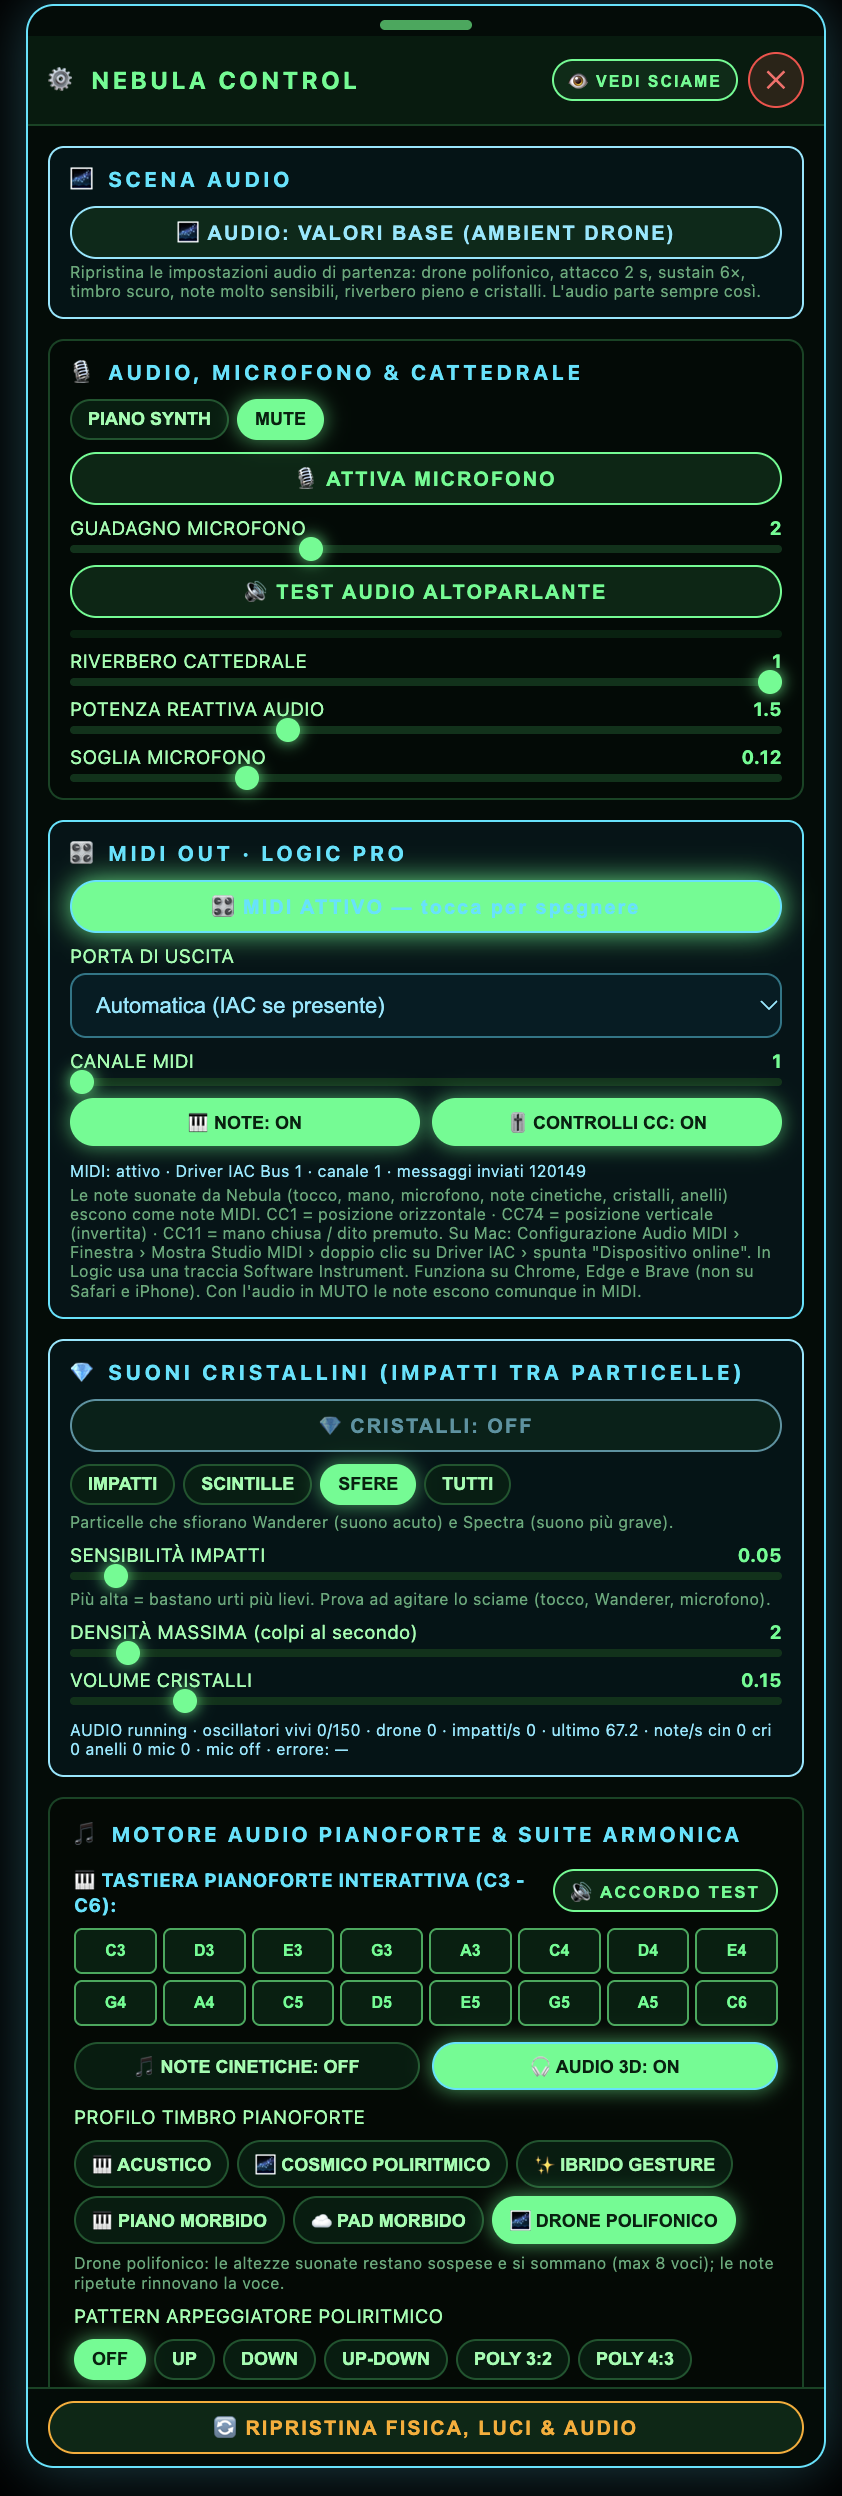 NEBULA CONTROL
VEDI SCIAME
SCENA AUDIO
AUDIO: VALORI BASE (AMBIENT DRONE)
Ripristina le impostazioni audio di partenza: drone polifonico, attacco 2 s, sustain 6×,
timbro scuro, note molto sensibili, riverbero pieno e cristalli. L'audio parte sempre così.
AUDIO, MICROFONO & CATTEDRALE
PIANO SYNTH MUTE
ATTIVA MICROFONO
GUADAGNO MICROFONO 2
TEST AUDIO ALTOPARLANTE
RIVERBERO CATTEDRALE 1
POTENZA REATTIVA AUDIO 1.5
SOGLIA MICROFONO 0.12
MIDI OUT · LOGIC PRO
MIDI ATTIVO — tocca per spegnere
PORTA DI USCITA
Automatica (IAC se presente)
CANALE MIDI 1
NOTE: ON CONTROLLI CC: ON
MIDI: attivo · Driver IAC Bus 1 · canale 1 · messaggi inviati 120149
Le note suonate da Nebula (tocco, mano, microfono, note cinetiche, cristalli, anelli)
escono come note MIDI. CC1 = posizione orizzontale · CC74 = posizione verticale
(invertita) · CC11 = mano chiusa / dito premuto. Su Mac: Configurazione Audio MIDI ›
Finestra › Mostra Studio MIDI › doppio clic su Driver IAC › spunta "Dispositivo online". In
Logic usa una traccia Software Instrument. Funziona su Chrome, Edge e Brave (non su
Safari e iPhone). Con l'audio in MUTO le note escono comunque in MIDI.
SUONI CRISTALLINI (IMPATTI TRA PARTICELLE)
CRISTALLI: OFF
IMPATTI SCINTILLE SFERE TUTTI
Particelle che sfiorano Wanderer (suono acuto) e Spectra (suono più grave).
SENSIBILITÀ IMPATTI 0.05
Più alta = bastano urti più lievi. Prova ad agitare lo sciame (tocco, Wanderer, microfono).
DENSITÀ MASSIMA (colpi al secondo) 2
VOLUME CRISTALLI 0.15
AUDIO running · oscillatori vivi 0/150 · drone 0 · impatti/s 0 · ultimo 67.2 · note/s cin 0 cri
0 anelli 0 mic 0 · mic off · errore: —
MOTORE AUDIO PIANOFORTE & SUITE ARMONICA
TASTIERA PIANOFORTE INTERATTIVA (C3 -
C6):
ACCORDO TEST
C3 D3 E3 G3 A3 C4 D4 E4
G4 A4 C5 D5 E5 G5 A5 C6
NOTE CINETICHE: OFF AUDIO 3D: ON
PROFILO TIMBRO PIANOFORTE
ACUSTICO COSMICO POLIRITMICO IBRIDO GESTURE
PIANO MORBIDO PAD MORBIDO DRONE POLIFONICO
Drone polifonico: le altezze suonate restano sospese e si sommano (max 8 voci); le note
ripetute rinnovano la voce.
PATTERN ARPEGGIATORE POLIRITMICO
OFF UP DOWN UP-DOWN POLY 3:2 POLY 4:3
RIPRISTINA FISICA, LUCI & AUDIO